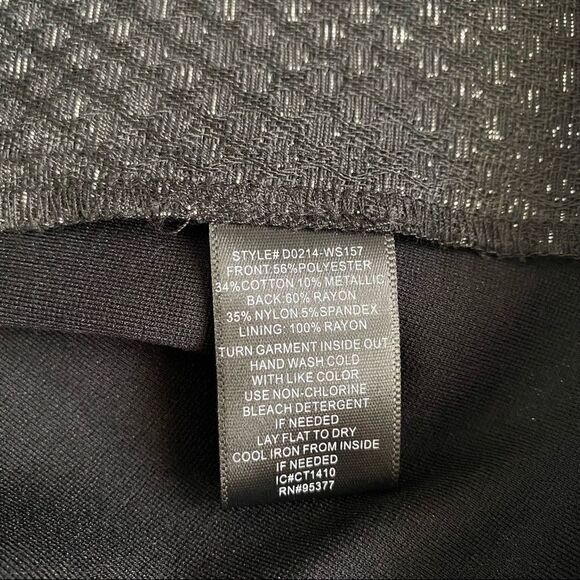 STYLE# D0214-WS157
FRONT:56%POLYESTER
34%COTTON 10% METALLIC
BACK:60% RAYON
35% NYLON 5%SPANDEX
LINING: 100% RAYON
TURN GARMENT INSIDE OUT
HAND WASH COLD
WITH LIKE COLOR
USE NON-CHLORINE
BLEACH DETERGENT
IF NEEDED
LAY FLAT TO DRY
COOL IRON FROM INSIDE
IF NEEDED
IC#CT1410
RN#95377